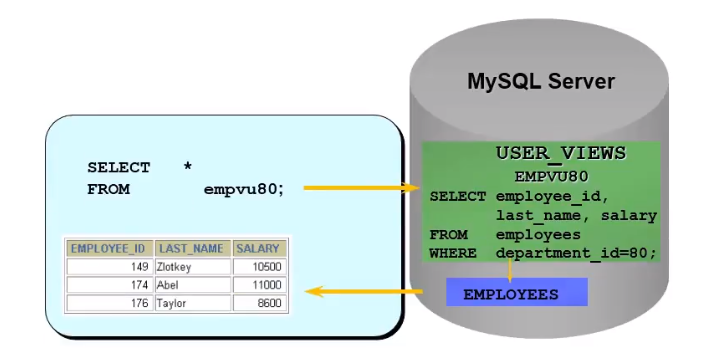 MySQL Server
SELECT *
FROM empvu80;
USER_VIEWS
EMPVU80
SELECT employee_id,
last_name, salary
FROM employees
WHERE department_id=80;
EMPLOYEES
EMPLOYEE_ID LAST_NAME SALARY
149 Zlotkey 10500
174 Abel 11000
176 Taylor 8600